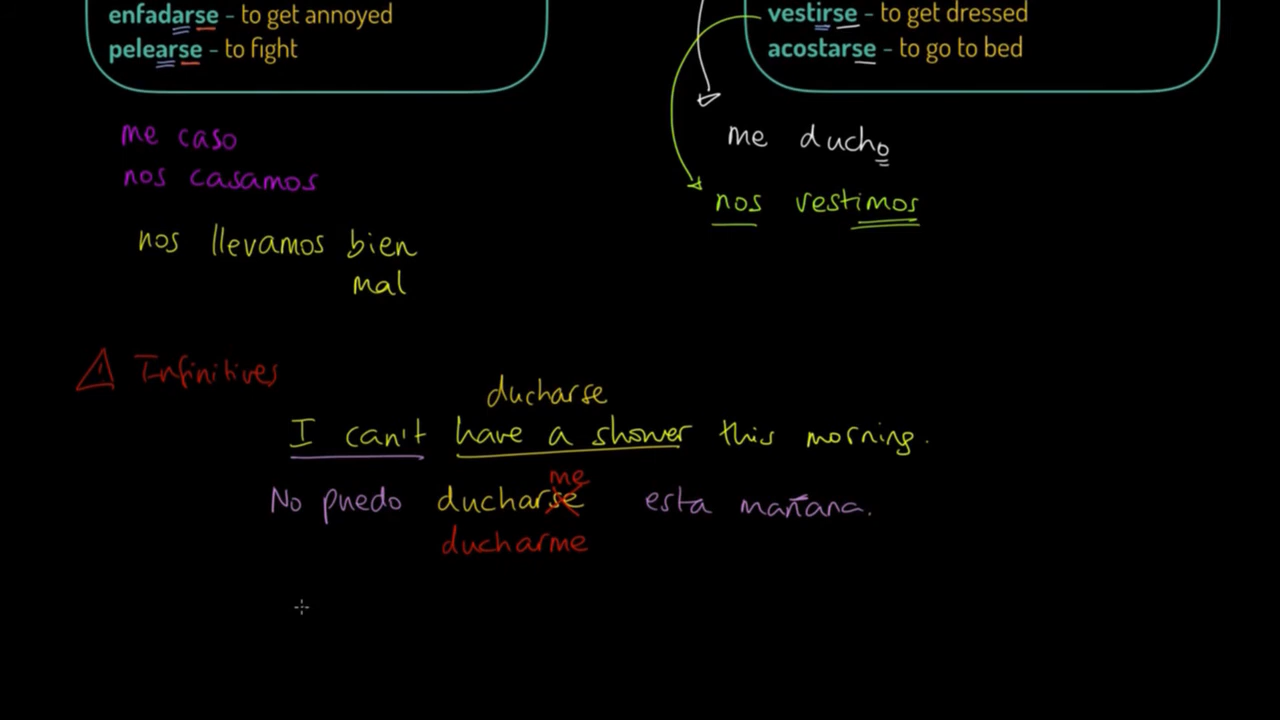 enfadarse - to get annoyed
pelearse - to fight
vestirse - to get dressed
acostarse - to go to bed
me caso
nos casamos
nos llevamos bien
mal
me ducho
nos vestimos
Infinitives
ducharse
I can't have a shower this morning.
me
No puedo ducharse esta mañana.
ducharme